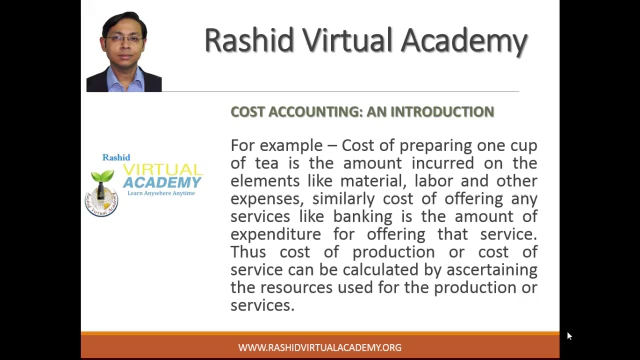 Rashid Virtual Academy
COST ACCOUNTING: AN INTRODUCTION
For example – Cost of preparing one cup
of tea is the amount incurred on the
elements like material, labor and other
expenses, similarly cost of offering any
services like banking is the amount of
expenditure for offering that service.
Thus cost of production or cost of
service can be calculated by ascertaining
the resources used for the production or
services.
Rashid
VIRTUAL
ACADEMY
Learn Anywhere Anytime
WWW.RASHIDVIRTUALACADEMY.ORG